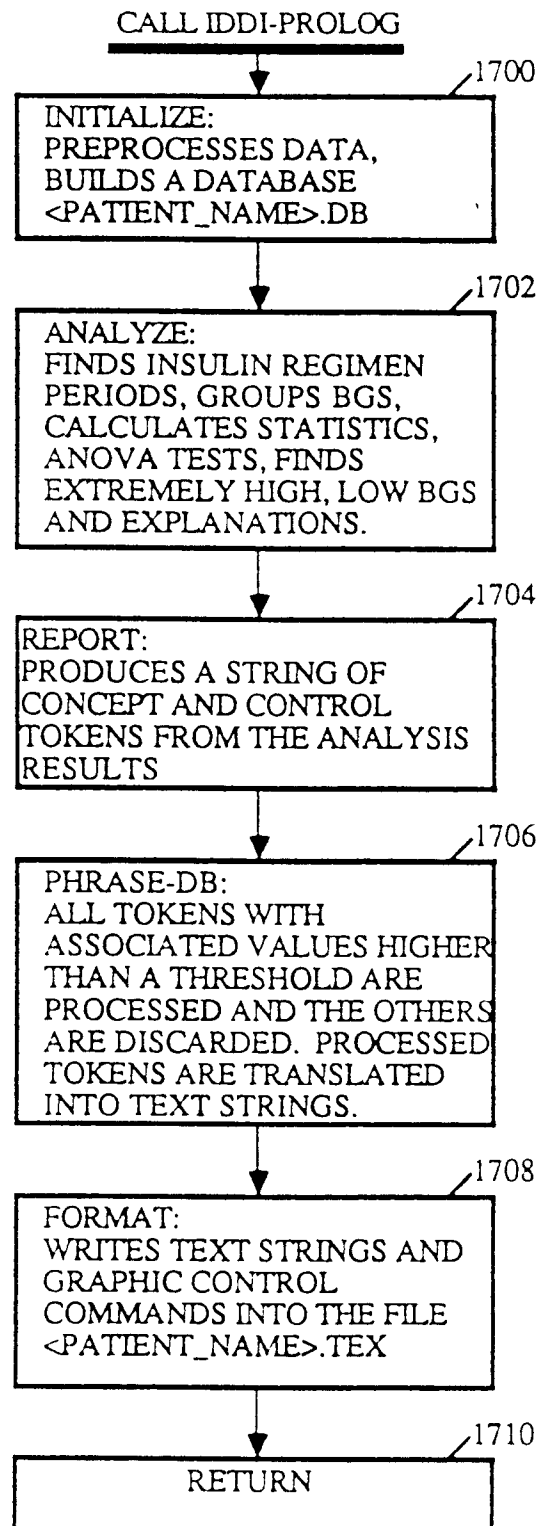 CALL IDDI-PROLOG
1700
INITIALIZE:
PREPROCESSES DATA,
BUILDS A DATABASE
<PATIENT_NAME>.DB
1702
ANALYZE:
FINDS INSULIN REGIMEN
PERIODS, GROUPS BGS,
CALCULATES STATISTICS,
ANOVA TESTS, FINDS
EXTREMELY HIGH, LOW BGS
AND EXPLANATIONS.
1704
REPORT:
PRODUCES A STRING OF
CONCEPT AND CONTROL
TOKENS FROM THE ANALYSIS
RESULTS
1706
PHRASE-DB:
ALL TOKENS WITH
ASSOCIATED VALUES HIGHER
THAN A THRESHOLD ARE
PROCESSED AND THE OTHERS
ARE DISCARDED. PROCESSED
TOKENS ARE TRANSLATED
INTO TEXT STRINGS.
1708
FORMAT:
WRITES TEXT STRINGS AND
GRAPHIC CONTROL
COMMANDS INTO THE FILE
<PATIENT_NAME>.TEX
1710
RETURN